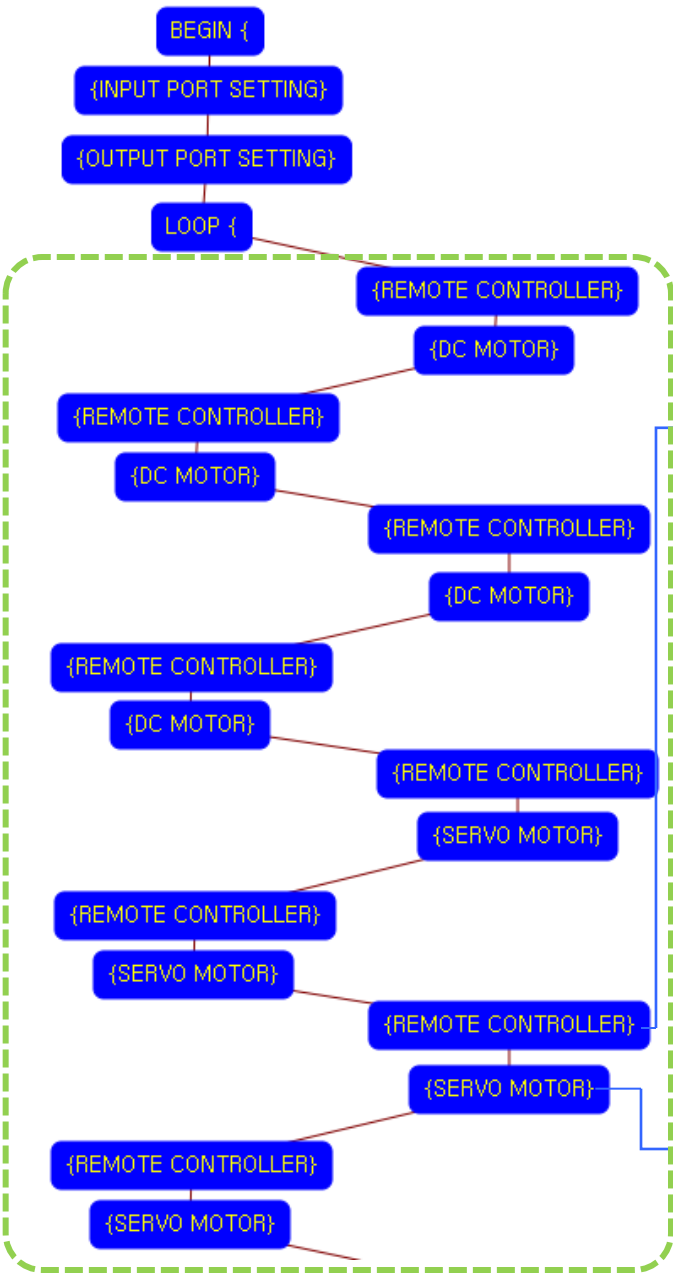 BEGIN {
{INPUT PORT SETTING}
{OUTPUT PORT SETTING}
LOOP {
{REMOTE CONTROLLER}
{DC MOTOR}
{REMOTE CONTROLLER}
{DC MOTOR}
{REMOTE CONTROLLER}
{DC MOTOR}
{REMOTE CONTROLLER}
{DC MOTOR}
{REMOTE CONTROLLER}
{SERVO MOTOR}
{REMOTE CONTROLLER}
{SERVO MOTOR}
{REMOTE CONTROLLER}
{SERVO MOTOR}
{REMOTE CONTROLLER}
{SERVO MOTOR}